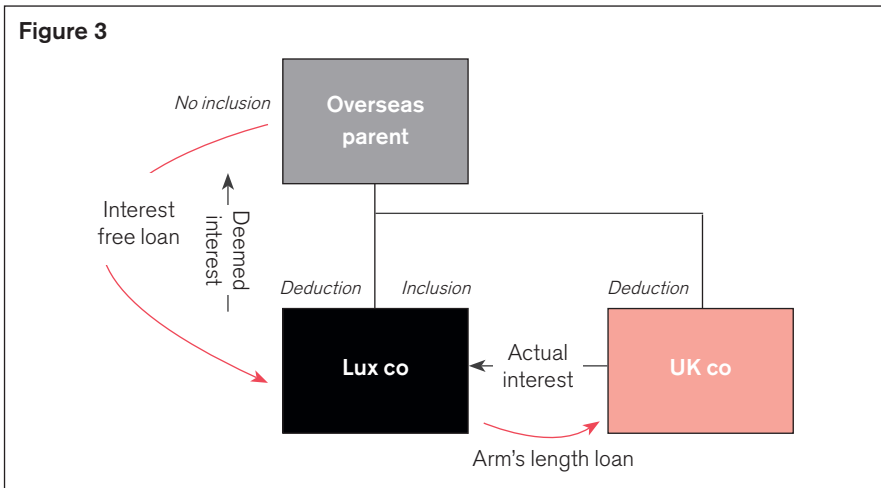 Figure 3
No inclusion
Overseas
parent
Interest
free loan
Deemed
interest
Deduction
Inclusion
Deduction
Lux co
Actual
interest
UK co
Arm's length loan